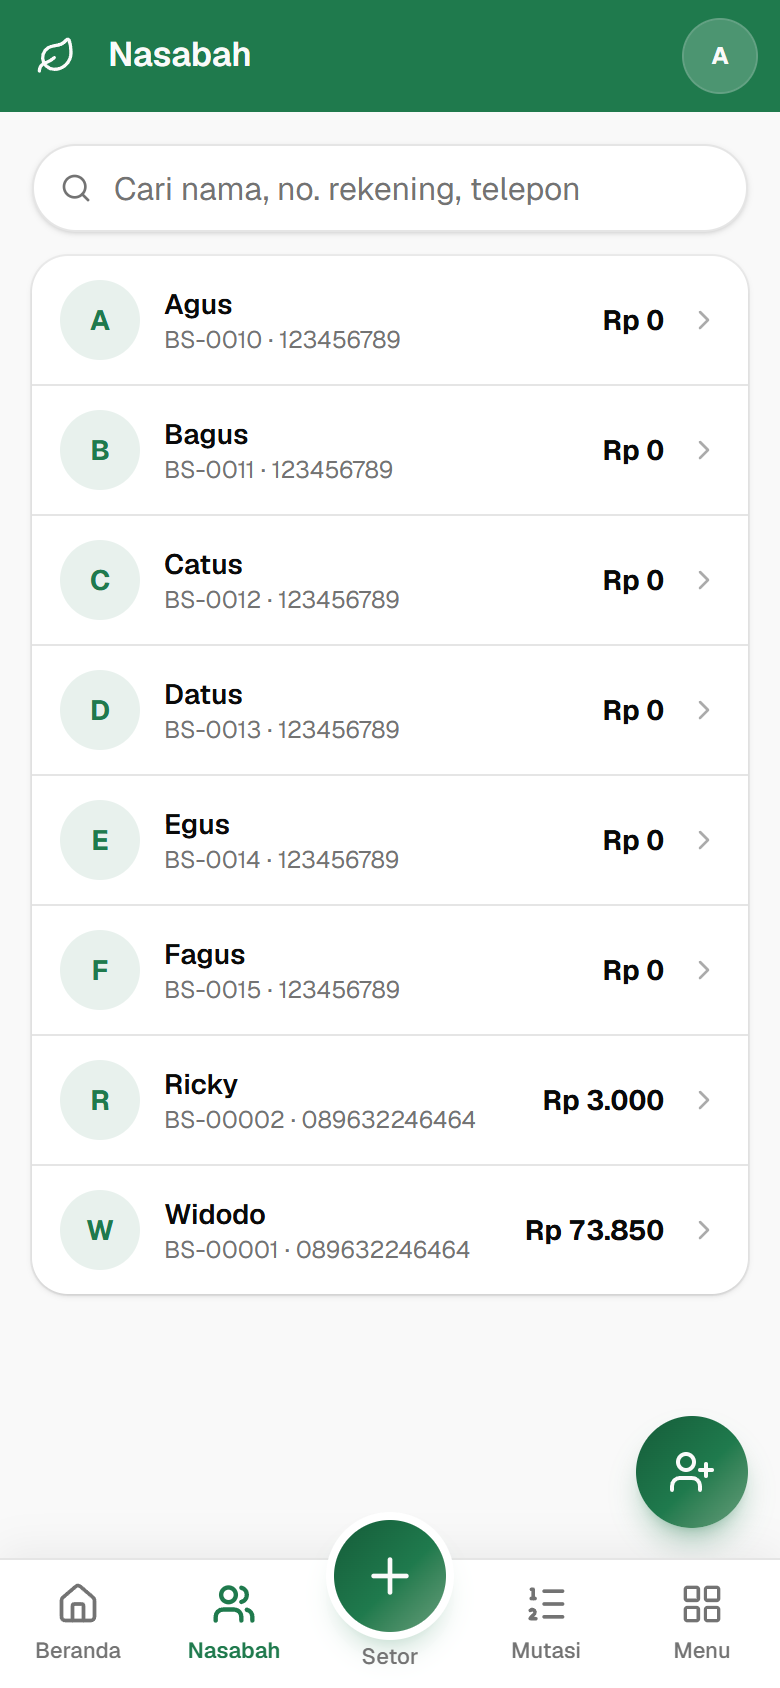 Nasabah
A
Cari nama, no. rekening, telepon
A
Agus
BS-0010 · 123456789
Rp 0
B
Bagus
BS-0011 · 123456789
Rp 0
C
Catus
BS-0012 · 123456789
Rp 0
D
Datus
BS-0013 · 123456789
Rp 0
E
Egus
BS-0014 · 123456789
Rp 0
F
Fagus
BS-0015 · 123456789
Rp 0
R
Ricky
BS-00002 · 089632246464
Rp 3.000
W
Widodo
BS-00001 · 089632246464
Rp 73.850
Beranda
Nasabah
Setor
Mutasi
Menu